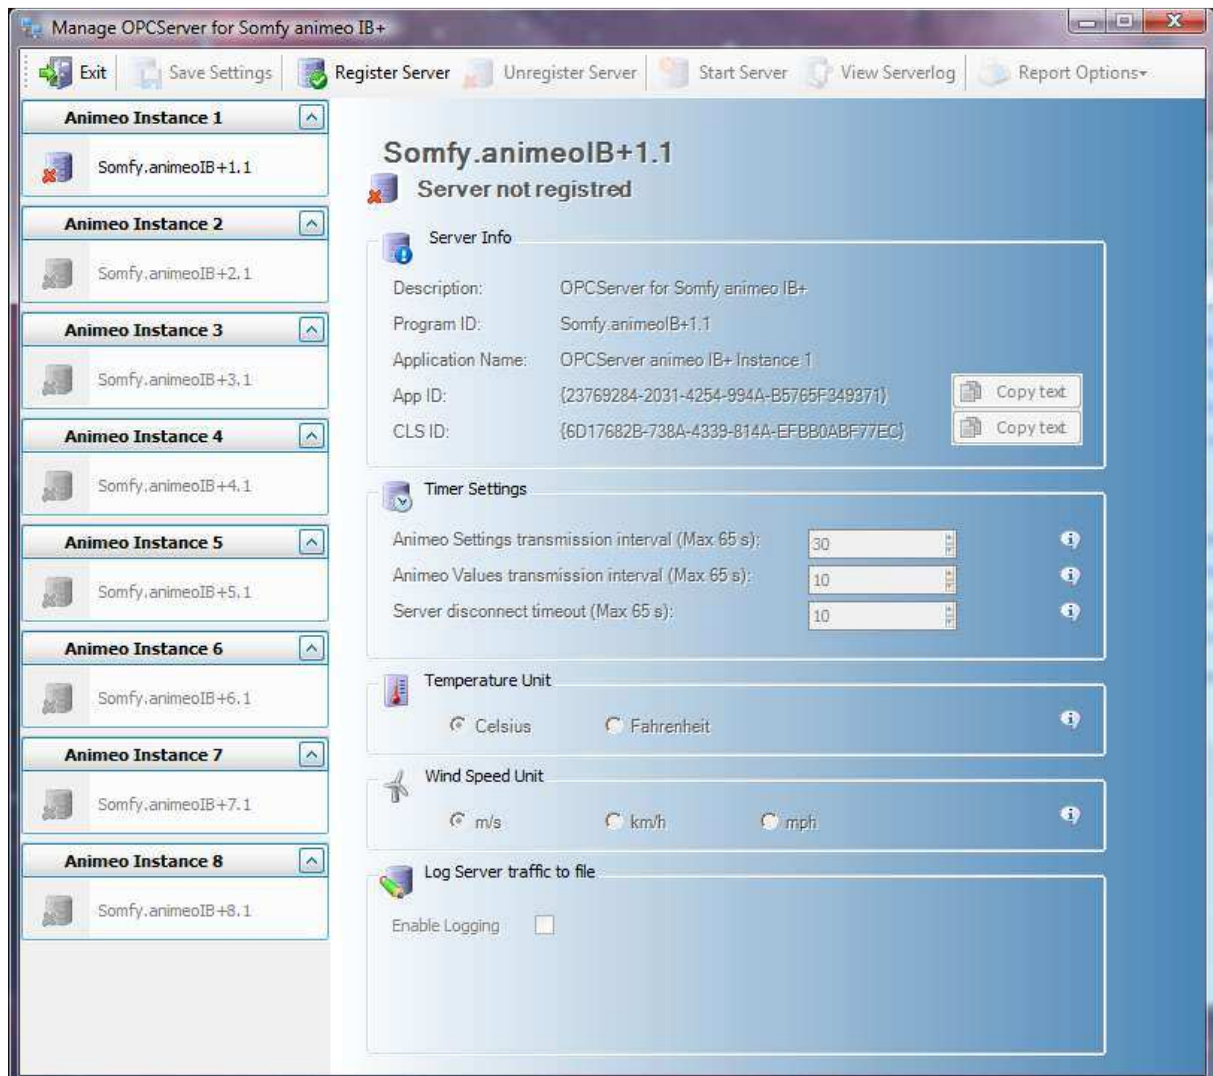 Manage OPCServer for Somfy animeo IB+
Exit Save Settings Register Server Unregister Server Start Server View Serverlog Report Options
Animeo Instance 1
Somfy.animeoIB+1.1
Animeo Instance 2
Somfy.animeoIB+2.1
Animeo Instance 3
Somfy.animeoIB+3.1
Animeo Instance 4
Somfy.animeoIB+4.1
Animeo Instance 5
Somfy.animeoIB+5.1
Animeo Instance 6
Somfy.animeoIB+6.1
Animeo Instance 7
Somfy.animeoIB+7.1
Animeo Instance 8
Somfy.animeoIB+8.1
Somfy.animeoIB+1.1
Server not registred
Server Info
Description: OPCServer for Somfy animeo IB+
Program ID: Somfy.animeoIB+1.1
Application Name: OPCServer animeo IB+ Instance 1
App ID: {23769284-2031-4254-994A-B5765F349371} Copy text
CLS ID: {6D17682B-738A-4339-814A-EFBB0ABF77EC} Copy text
Timer Settings
Animeo Settings transmission interval (Max 65 s): 30
Animeo Values transmission interval (Max 65 s): 10
Server disconnect timeout (Max 65 s): 10
Temperature Unit
Celsius Fahrenheit
Wind Speed Unit
m/s km/h mph
Log Server traffic to file
Enable Logging